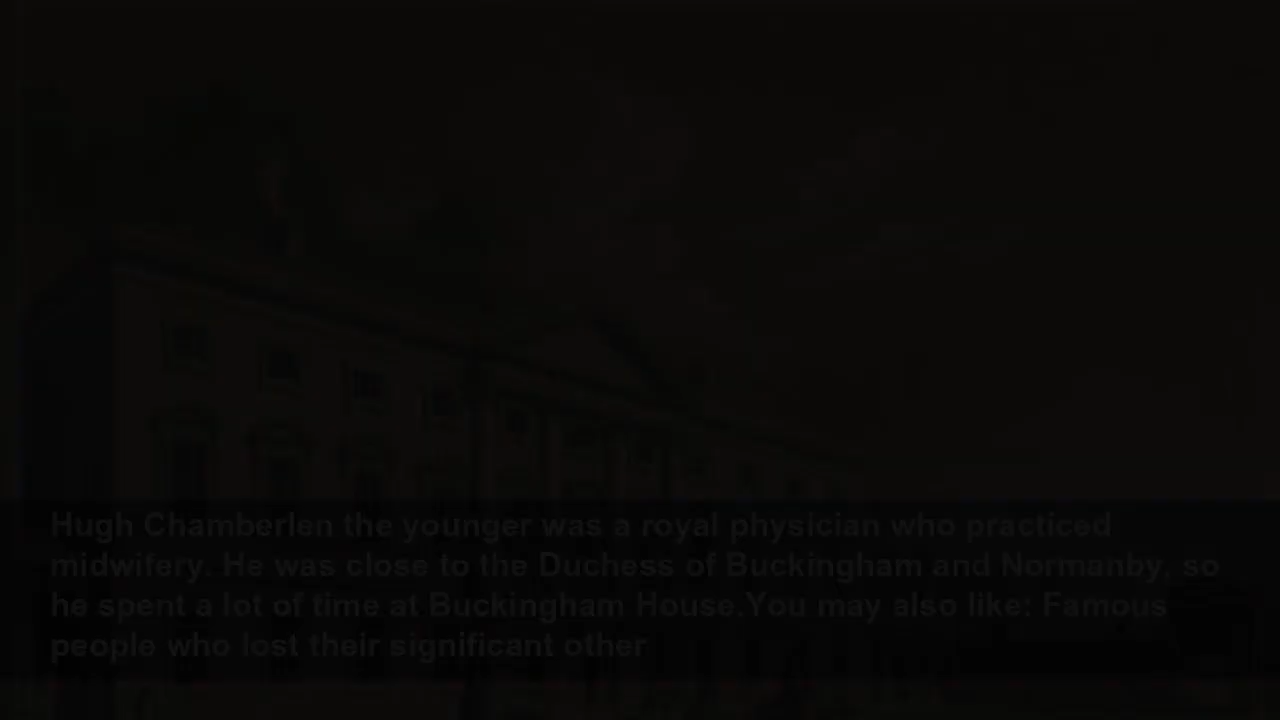 Hugh Chamberlen the younger was a royal physician who practiced
midwifery. He was close to the Duchess of Buckingham and Normanby, so
he spent a lot of time at Buckingham House.You may also like: Famous
people who lost their significant other